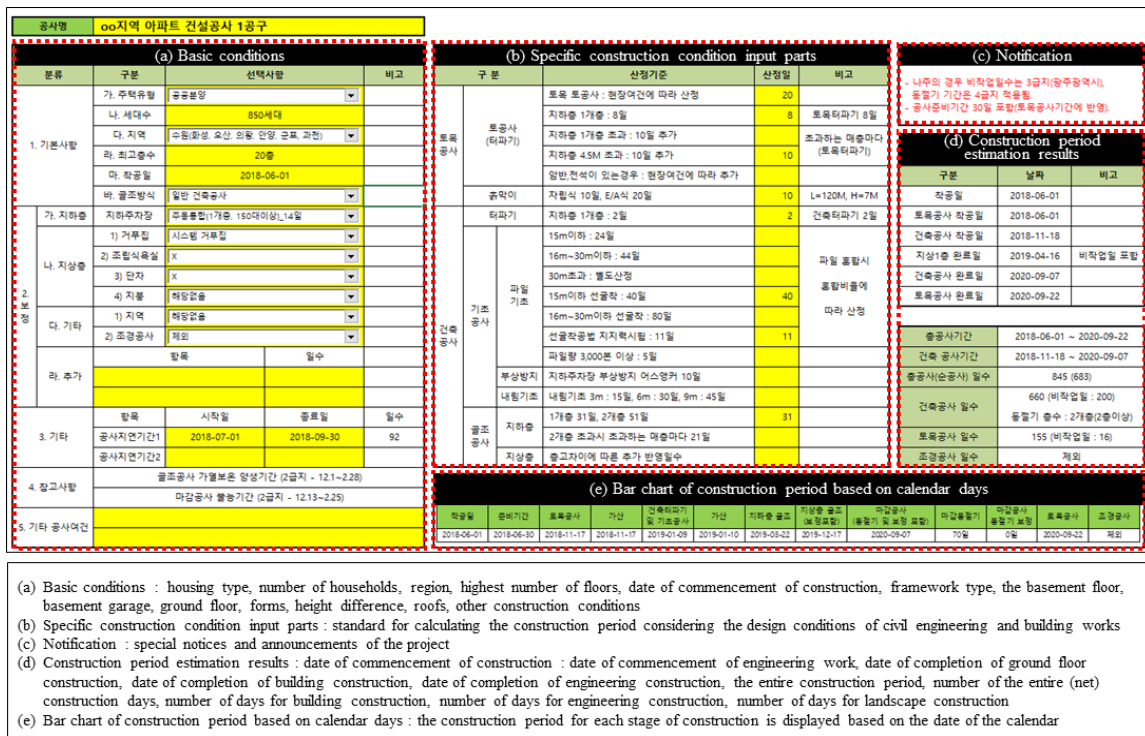 공사명 oo지역 아파트 건설공사 1공구
(a) Basic conditions
분류 구분 선택사항 비고
1. 기본사항
가. 주택유형 공공분양
나. 세대수 850세대
다. 지역 수원(화성, 오산, 의왕, 안양, 군포, 과천)
라. 최고층수 20층
마. 착공일 2018-06-01
바. 골조방식 일반 건축공사
2. 보정
가. 지하층 지하주차장 주동통합(1개층, 150대이상)_14일
나. 지상층
1) 거푸집 시스템 거푸집
2) 조립식욕실 X
3) 단차 X
4) 지붕 해당없음
다. 기타
1) 지역 해당없음
2) 조경공사 제외
라. 추가
항목 일수
3. 기타
항목 시작일 종료일 일수
공사지연기간1 2018-07-01 2018-09-30 92
공사지연기간2
4. 참고사항
골조공사 가열보온 양생기간 (2급지 - 12.1~2.28)
마감공사 불능기간 (2급지 - 12.13~2.25)
5. 기타 공사여건
(b) Specific construction condition input parts
구 분 산정기준 산정일 비고
토목공사
토공사 (터파기)
토목 토공사 : 현장여건에 따라 산정 20
지하층 1개층 : 8일 8 토목터파기 8일
지하층 1개층 초과 : 10일 추가
초과하는 매층마다 (토목터파기)
지하층 4.5M 초과 : 10일 추가 10
암반,전석이 있는경우 : 현장여건에 따라 추가
흙막이 자립식 10일, E/A식 20일 10 L=120M, H=7M
건축공사
터파기 지하층 1개층 : 2일 2 건축터파기 2일
기초공사
파일기초
15m이하 : 24일
16m~30m이하 : 44일
30m초과 : 별도산정
15m이하 선굴착 : 40일 40
16m~30m이하 선굴착 : 80일
선굴착공법 지지력시험 : 11일 11
파일량 3,000본 이상 : 5일
파일 혼합시
혼합비율에
따라 산정
부상방지 지하주차장 부상방지 어스앵커 10일
내림기초 내림기초 3m : 15일, 6m : 30일, 9m : 45일
골조공사
지하층
1개층 31일, 2개층 51일 31
2개층 초과시 초과하는 매층마다 21일
지상층 층고차이에 따른 추가 반영일수
(c) Notification
- 나주의 경우 비작업일수는 3급지(광주광역시),
동절기 기간은 4급지 적용됨.
- 공사준비기간 30일 포함(토목공사기간에 반영).
(d) Construction period
estimation results
구분 날짜 비고
착공일 2018-06-01
토목공사 착공일 2018-06-01
건축공사 착공일 2018-11-18
지상1층 완료일 2019-04-16 비작업일 포함
건축공사 완료일 2020-09-07
토목공사 완료일 2020-09-22
총공사기간 2018-06-01 ~ 2020-09-22
건축 공사기간 2018-11-18 ~ 2020-09-07
총공사(순공사) 일수 845 (683)
건축공사 일수 660 (비작업일 : 200)
동절기 층수 : 2개층(2층이상)
토목공사 일수 155 (비작업일 : 16)
조경공사 일수 제외
(e) Bar chart of construction period based on calendar days
착공일 준비기간 토목공사 가산 건축터파기 및 기초공사 가산 지하층 골조 지상층 골조 (보정포함) 마감공사 (동절기 및 보정 포함) 마감동절기 마감공사 동절기 보정 토목공사 조경공사
2018-06-01 2018-06-30 2018-11-17 2018-11-17 2019-01-09 2019-01-10 2019-03-22 2019-12-17 2020-09-07 70일 0일 2020-09-22 제외
(a) Basic conditions : housing type, number of households, region, highest number of floors, date of commencement of construction, framework type, the basement floor,
basement garage, ground floor, forms, height difference, roofs, other construction conditions
(b) Specific construction condition input parts : standard for calculating the construction period considering the design conditions of civil engineering and building works
(c) Notification : special notices and announcements of the project
(d) Construction period estimation results : date of commencement of construction : date of commencement of engineering work, date of completion of ground floor
construction, date of completion of building construction, date of completion of engineering construction, the entire construction period, number of the entire (net)
construction days, number of days for building construction, number of days for engineering construction, number of days for landscape construction
(e) Bar chart of construction period based on calendar days : the construction period for each stage of construction is displayed based on the date of the calendar